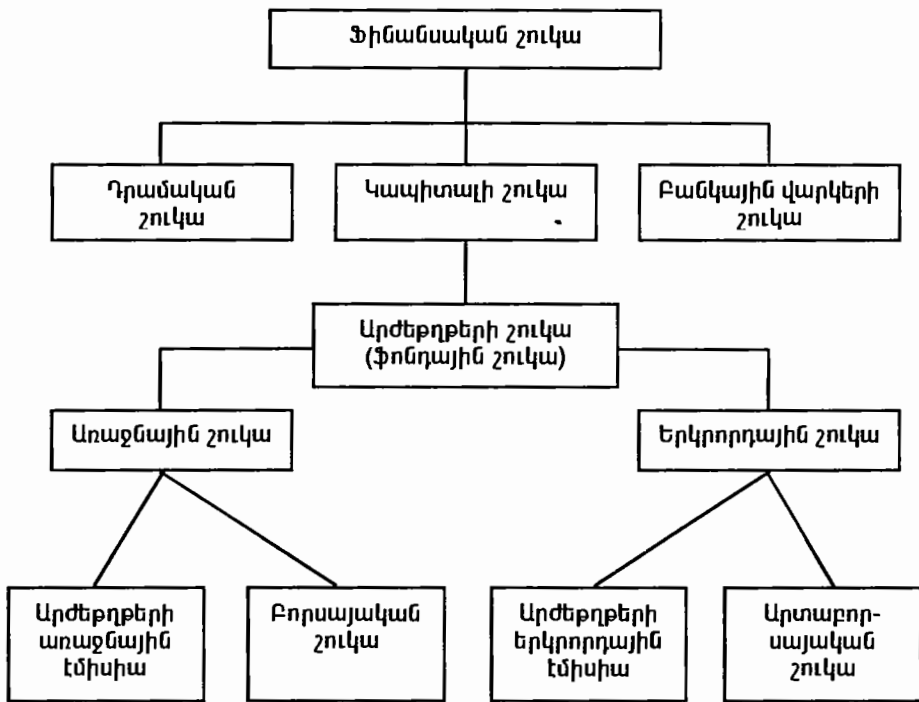 Ֆինանսական շուկա
Դրամական
շուկա
Կապիտալի շուկա
Բանկային վարկերի
շուկա
Արժեթղթերի շուկա
(ֆոնդային շուկա)
Առաջնային շուկա
Երկրորդային շուկա
Արժեթղթերի
առաջնային
էմիսիա
Բորսայական
շուկա
Արժեթղթերի
երկրորդային
էմիսիա
Արտաբոր-
սայական
շուկա